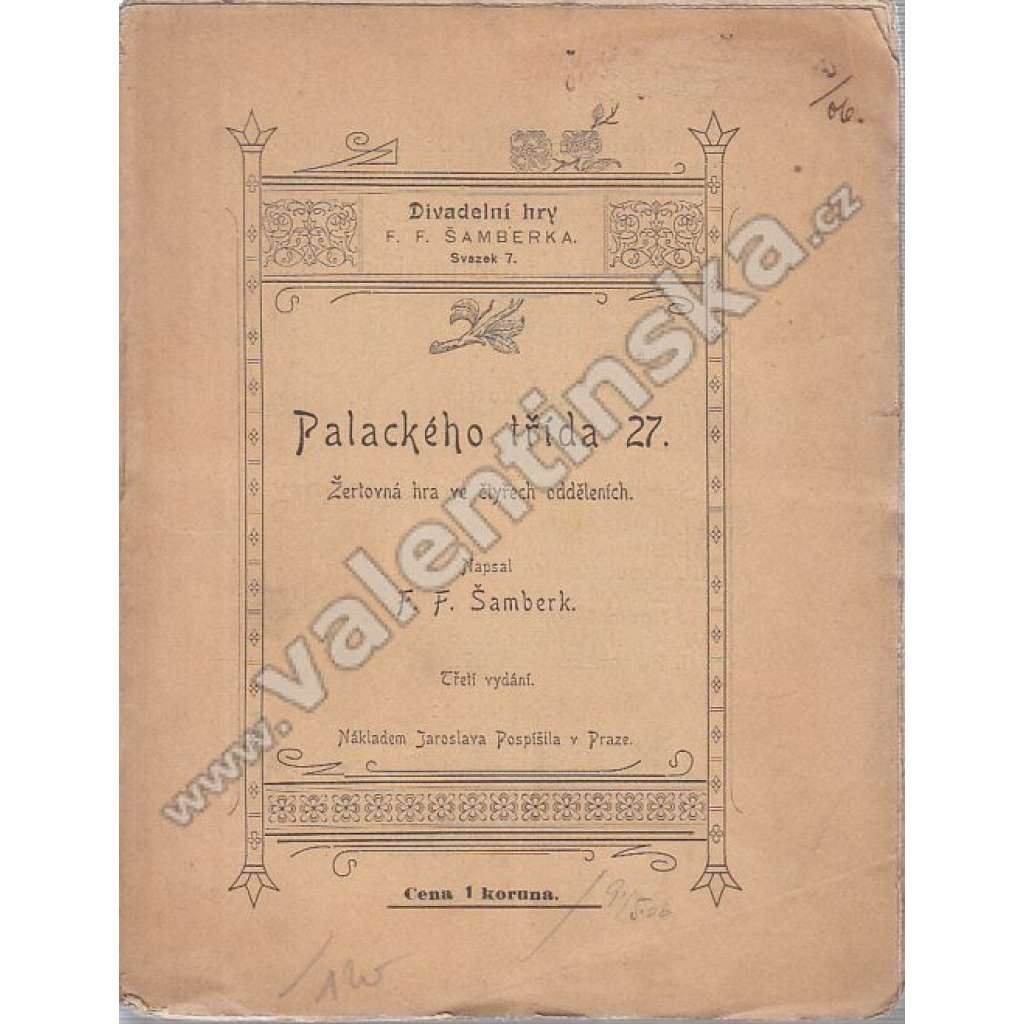 /06.
Divadelní hry
F. F. ŠAMBERKA.
Svazek 7.
Palackého třída 27.
Žertovná hra ve čtyřech odděleních.
Napsal
F. F. Šamberk.
Třetí vydání.
Nákladem Jaroslava Pospíšila v Praze.
Cena 1 koruna.
www.valentinska.cz